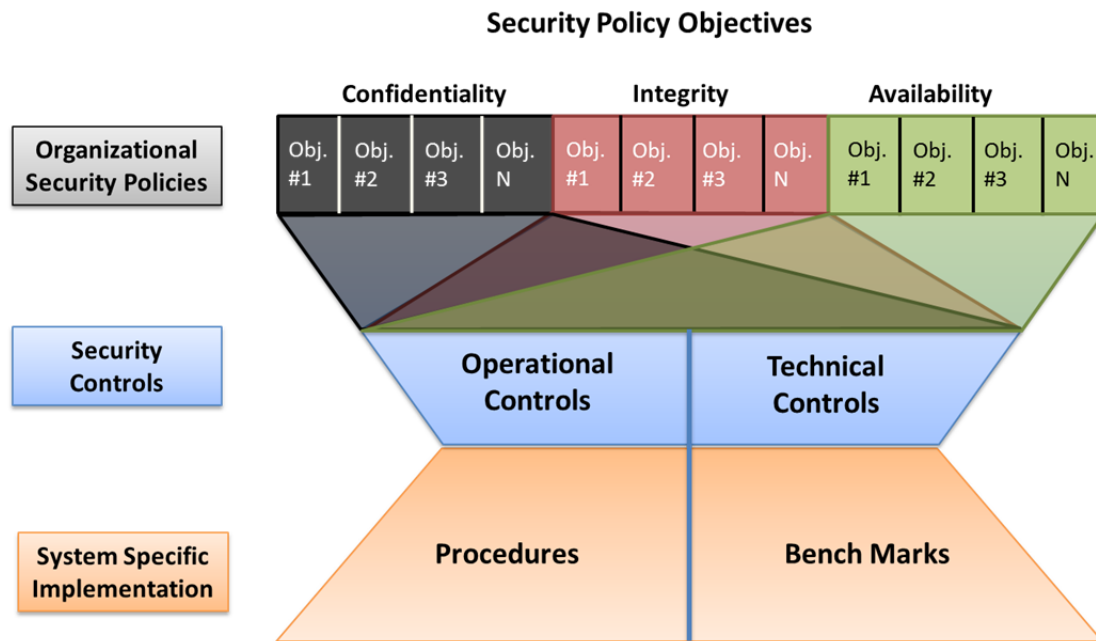 Security Policy Objectives
Confidentiality
Integrity
Availability
Organizational
Security Policies
Obj.
#1
Obj.
#2
Obj.
#3
Obj.
N
Obj.
#1
Obj.
#2
Obj.
#3
Obj.
N
Obj.
#1
Obj.
#2
Obj.
#3
Obj.
N
Security
Controls
Operational
Controls
Technical
Controls
System Specific
Implementation
Procedures
Bench Marks